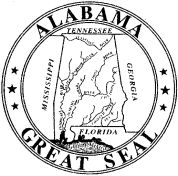 ALABAMA
TENNESSEE
MISSISSIPPI
GEORGIA
FLORIDA
GREAT SEAL